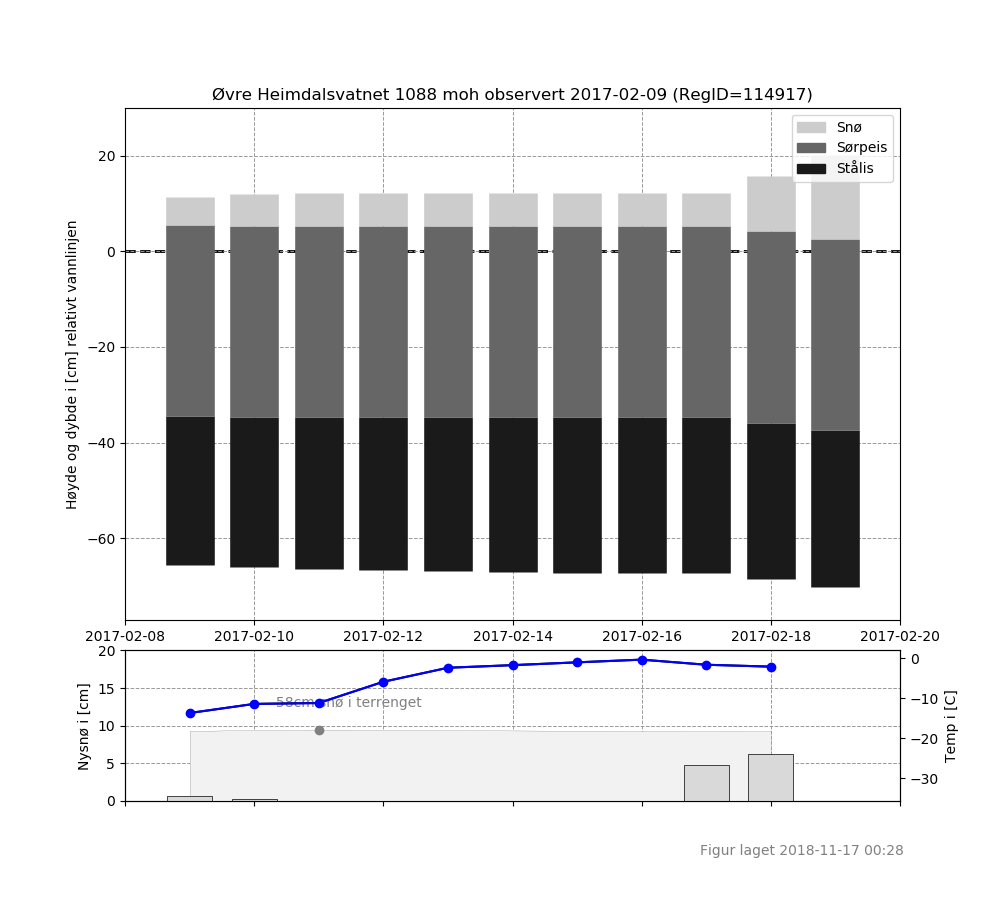 Øvre Heimdalsvatnet 1088 moh observert 2017-02-09 (RegID=114917)
Snø
Sørpeis
Stålis
Høyde og dybde i [cm] relativt vannlinjen
20
0
−20
−40
−60
2017-02-08
2017-02-10
2017-02-12
2017-02-14
2017-02-16
2017-02-18
2017-02-20
Nysnø i [cm]
20
15
10
5
0
58cm snø i terrenget
0
−10
−20
−30
Temp i [C]
Figur laget 2018-11-17 00:28